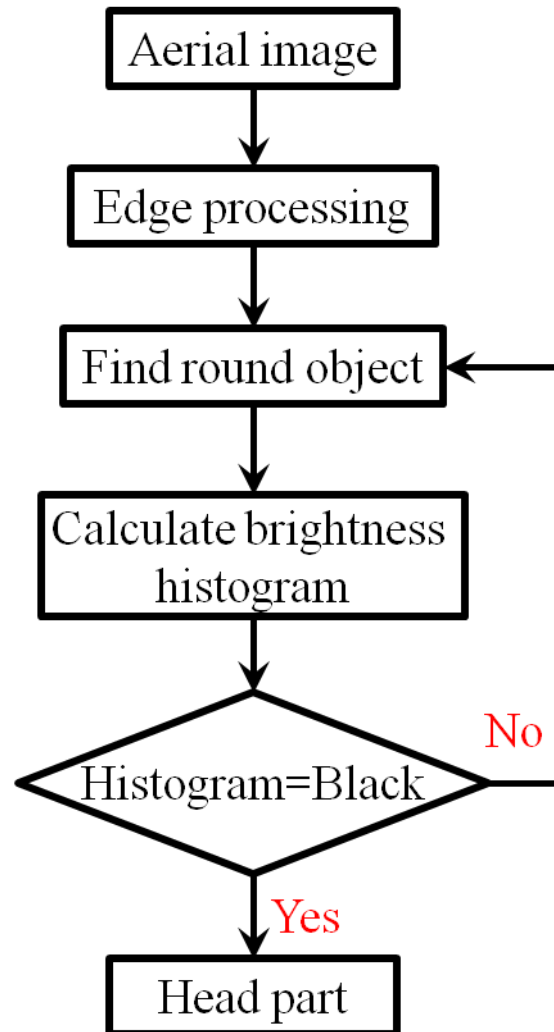 Aerial image
Edge processing
Find round object
Calculate brightness
histogram
No
Histogram=Black
Yes
Head part